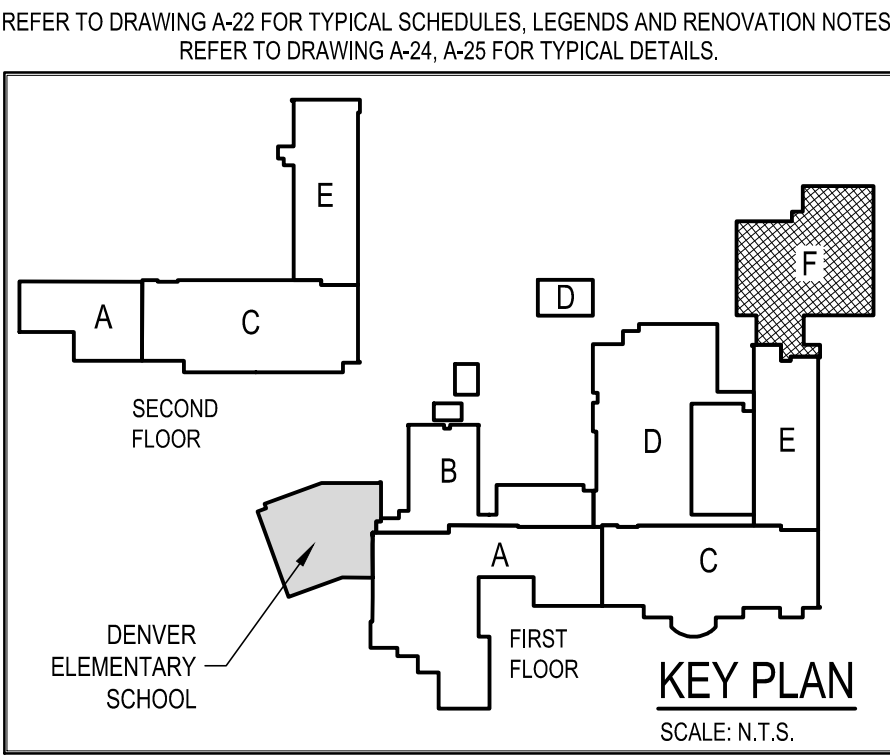 REFER TO DRAWING A-22 FOR TYPICAL SCHEDULES, LEGENDS AND RENOVATION NOTES
REFER TO DRAWING A-24, A-25 FOR TYPICAL DETAILS.
E
A
C
SECOND
FLOOR
F
D
D
E
B
A
C
DENVER
ELEMENTARY
SCHOOL
FIRST
FLOOR
KEY PLAN
SCALE: N.T.S.